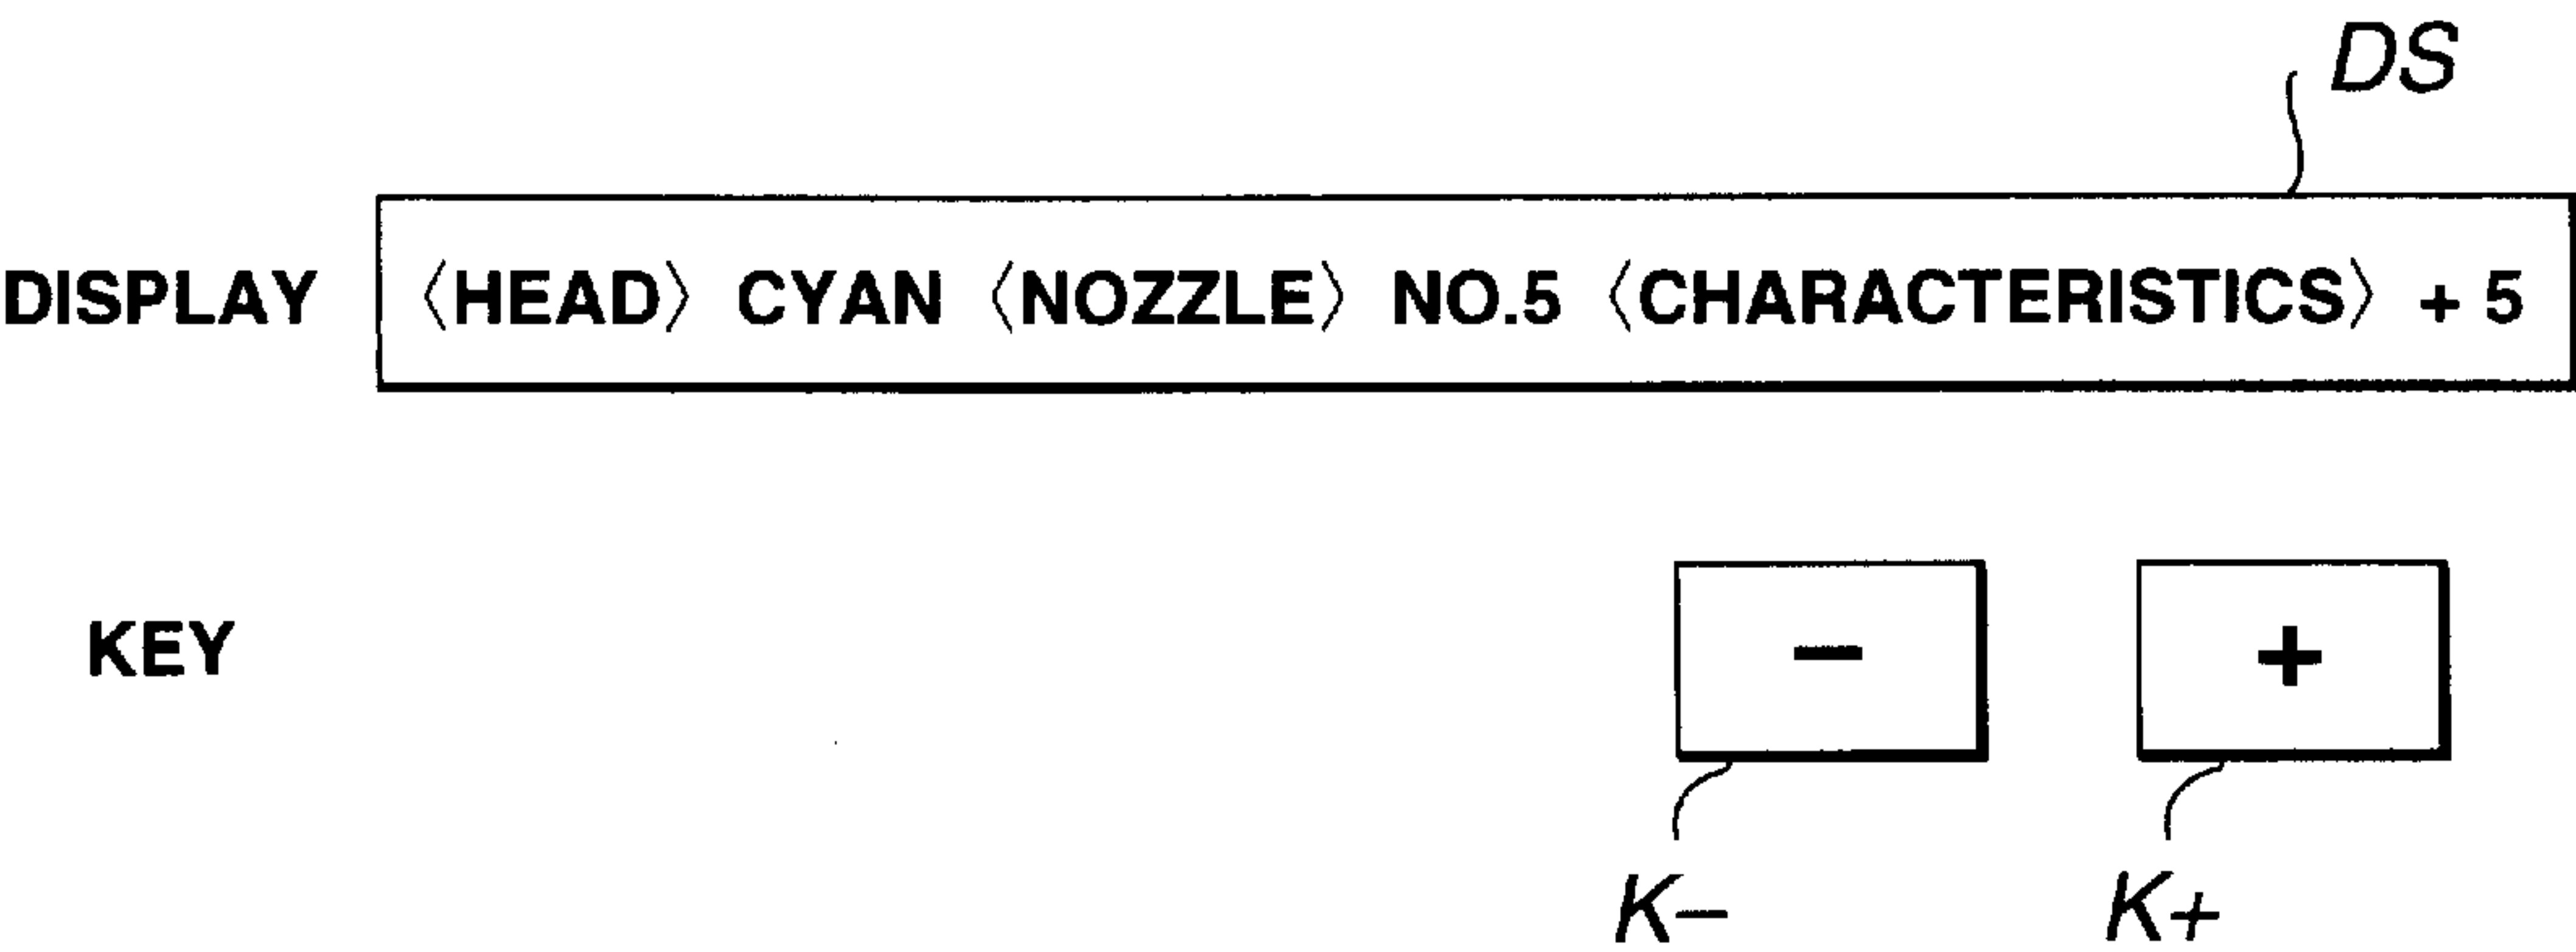 DS
DISPLAY 〈HEAD〉 CYAN 〈NOZZLE〉 NO.5 〈CHARACTERISTICS〉 + 5
KEY − +
K− K+